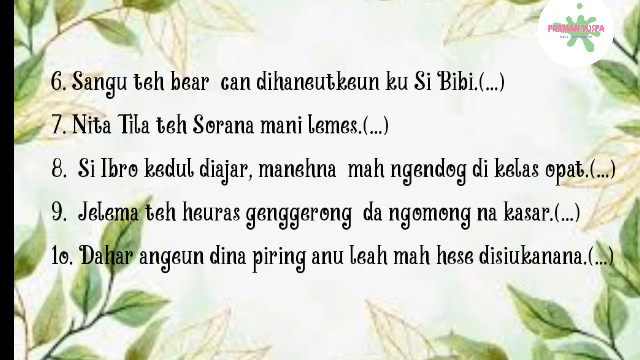 FARMAN YUSFA
6. Sangu teh bear can dihaneutkeun ku Si Bibi.(...)
7. Nita Tila teh Sorana mani lemes.(...)
8. Si Ibro kedul diajar, manehna mah ngendog di kelas opat.(...)
9. Jelema teh heuras genggerong da ngomong na kasar.(...)
10. Dahar angeun dina piring anu leah mah hese disiukanana.(...)